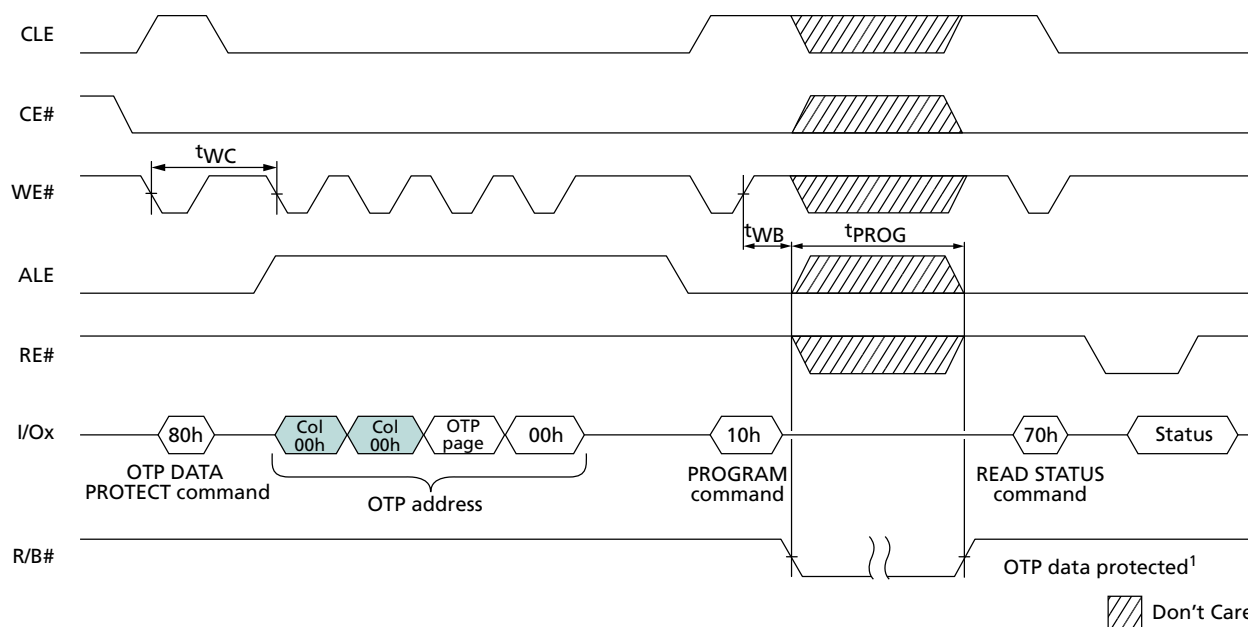 CLE
CE#
tWC
WE#
tWB
tPROG
ALE
RE#
I/Ox
80h
Col
00h
Col
00h
OTP
page
00h
10h
70h
Status
OTP DATA
PROTECT command
OTP address
PROGRAM
command
READ STATUS
command
R/B#
OTP data protected1
Don't Care